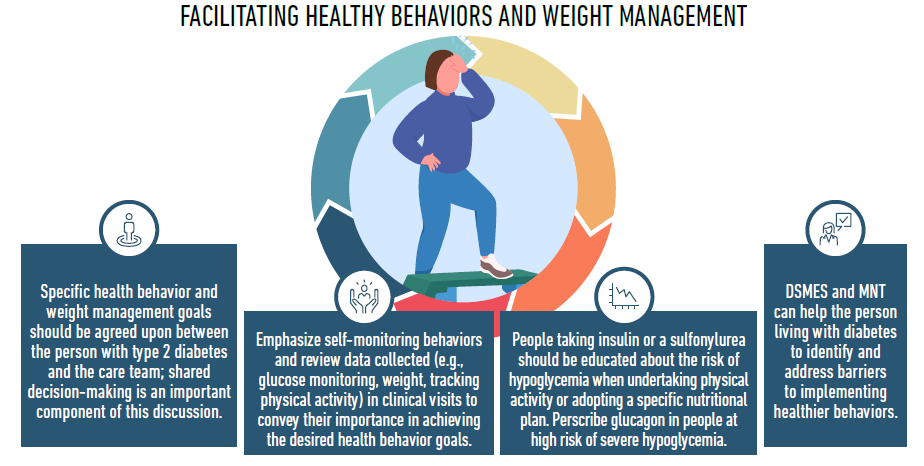 FACILITATING HEALTHY BEHAVIORS AND WEIGHT MANAGEMENT
Specific health behavior and
weight management goals
should be agreed upon between
the person with type 2 diabetes
and the care team; shared
decision-making is an important
component of this discussion.
Emphasize self-monitoring behaviors
and review data collected (e.g.,
glucose monitoring, weight, tracking
physical activity) in clinical visits to
convey their importance in achieving
the desired health behavior goals.
People taking insulin or a sulfonylurea
should be educated about the risk of
hypoglycemia when undertaking physical
activity or adopting a specific nutritional
plan. Perscribe glucagon in people at
high risk of severe hypoglycemia.
DSMES and MNT
can help the person
living with diabetes
to identify and
address barriers
to implementing
healthier behaviors.